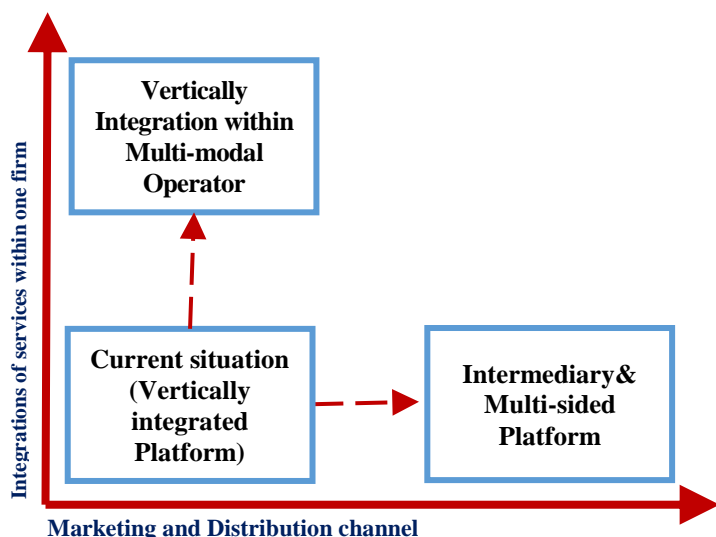 Vertically
Integration within
Multi-modal
Operator
Integrations of services within one firm
Current situation
(Vertically
integrated
Platform)
Intermediary&
Multi-sided
Platform
Marketing and Distribution channel